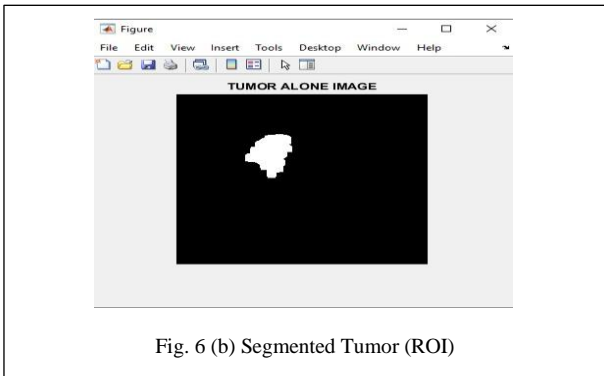 Figure
File Edit View Insert Tools Desktop Window Help
TUMOR ALONE IMAGE
Fig. 6 (b) Segmented Tumor (ROI)